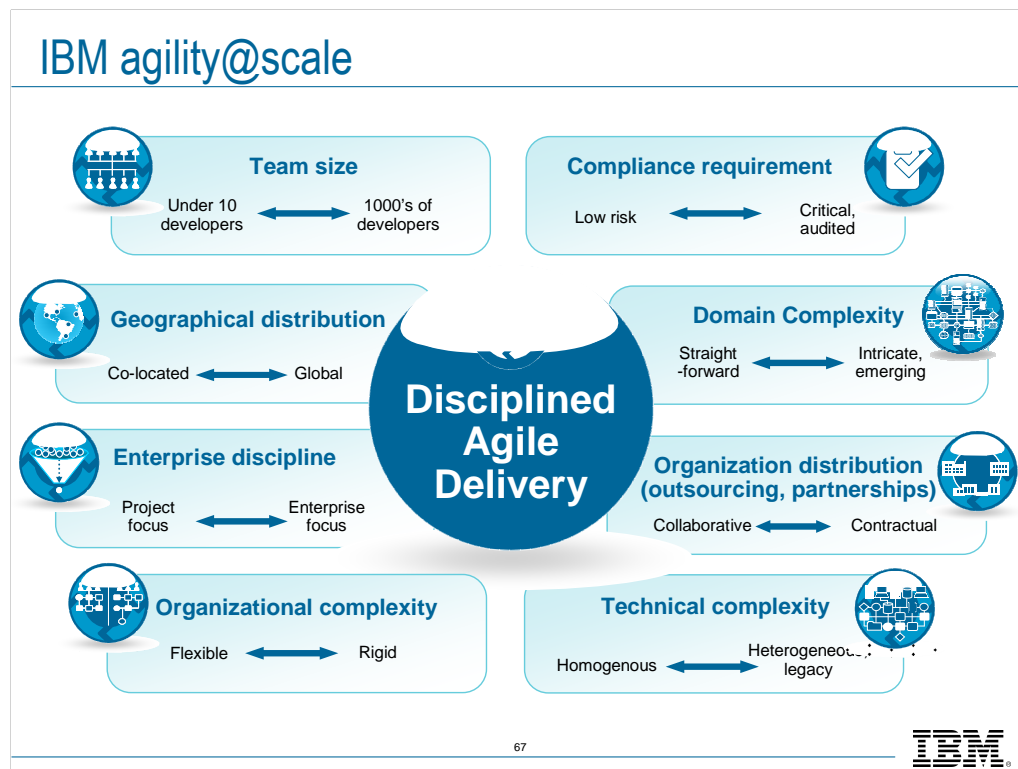 IBM agility@scale
Team size
Under 10
developers
1000's of
developers
Compliance requirement
Low risk
Critical,
audited
Geographical distribution
Co-located
Global
Domain Complexity
Straight
-forward
Intricate,
emerging
Disciplined
Agile
Delivery
Enterprise discipline
Project
focus
Enterprise
focus
Organization distribution
(outsourcing, partnerships)
Collaborative
Contractual
Organizational complexity
Flexible
Rigid
Technical complexity
Homogenous
Heterogeneous,
legacy
67
IBM